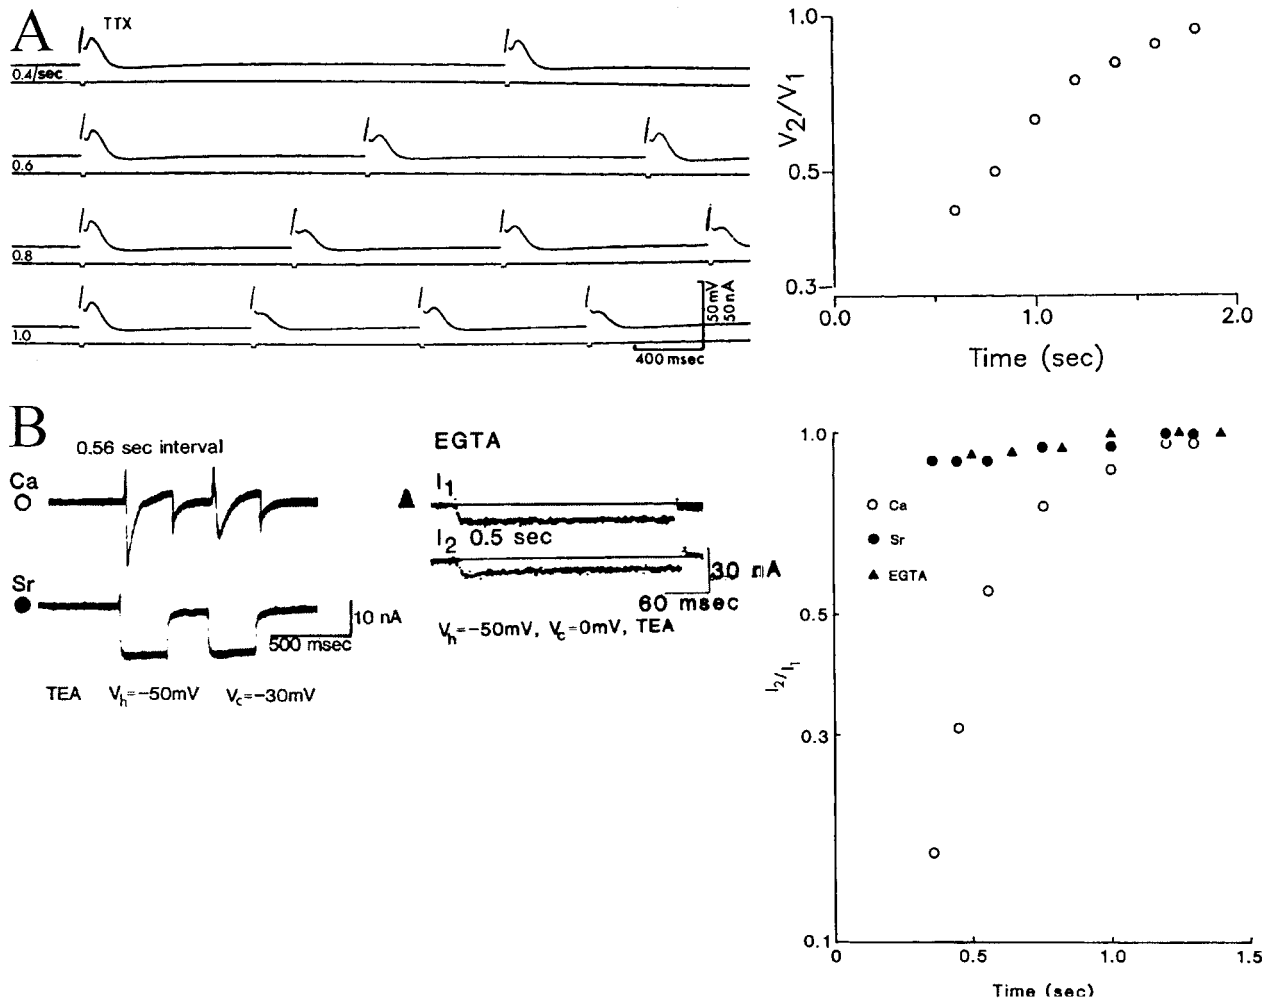 A
TTX
0.4/sec
0.6
0.8
1.0
50 mV
50 nA
400 msec
V2/V1
1.0
0.5
0.3
0.0
1.0
2.0
Time (sec)
B
0.56 sec interval
Ca
Sr
10 nA
500 msec
TEA Vh=-50mV Vc=-30mV
EGTA
I1
0.5 sec
I2
30 nA
60 msec
Vh=-50mV, Vc=0mV, TEA
I2/I1
1.0
0.5
0.3
0.1
Ca
Sr
EGTA
0
0.5
1.0
1.5
Time (sec)